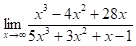 lim x→∞ (x³ − 4x² + 28x) / (5x³ + 3x² + x − 1)